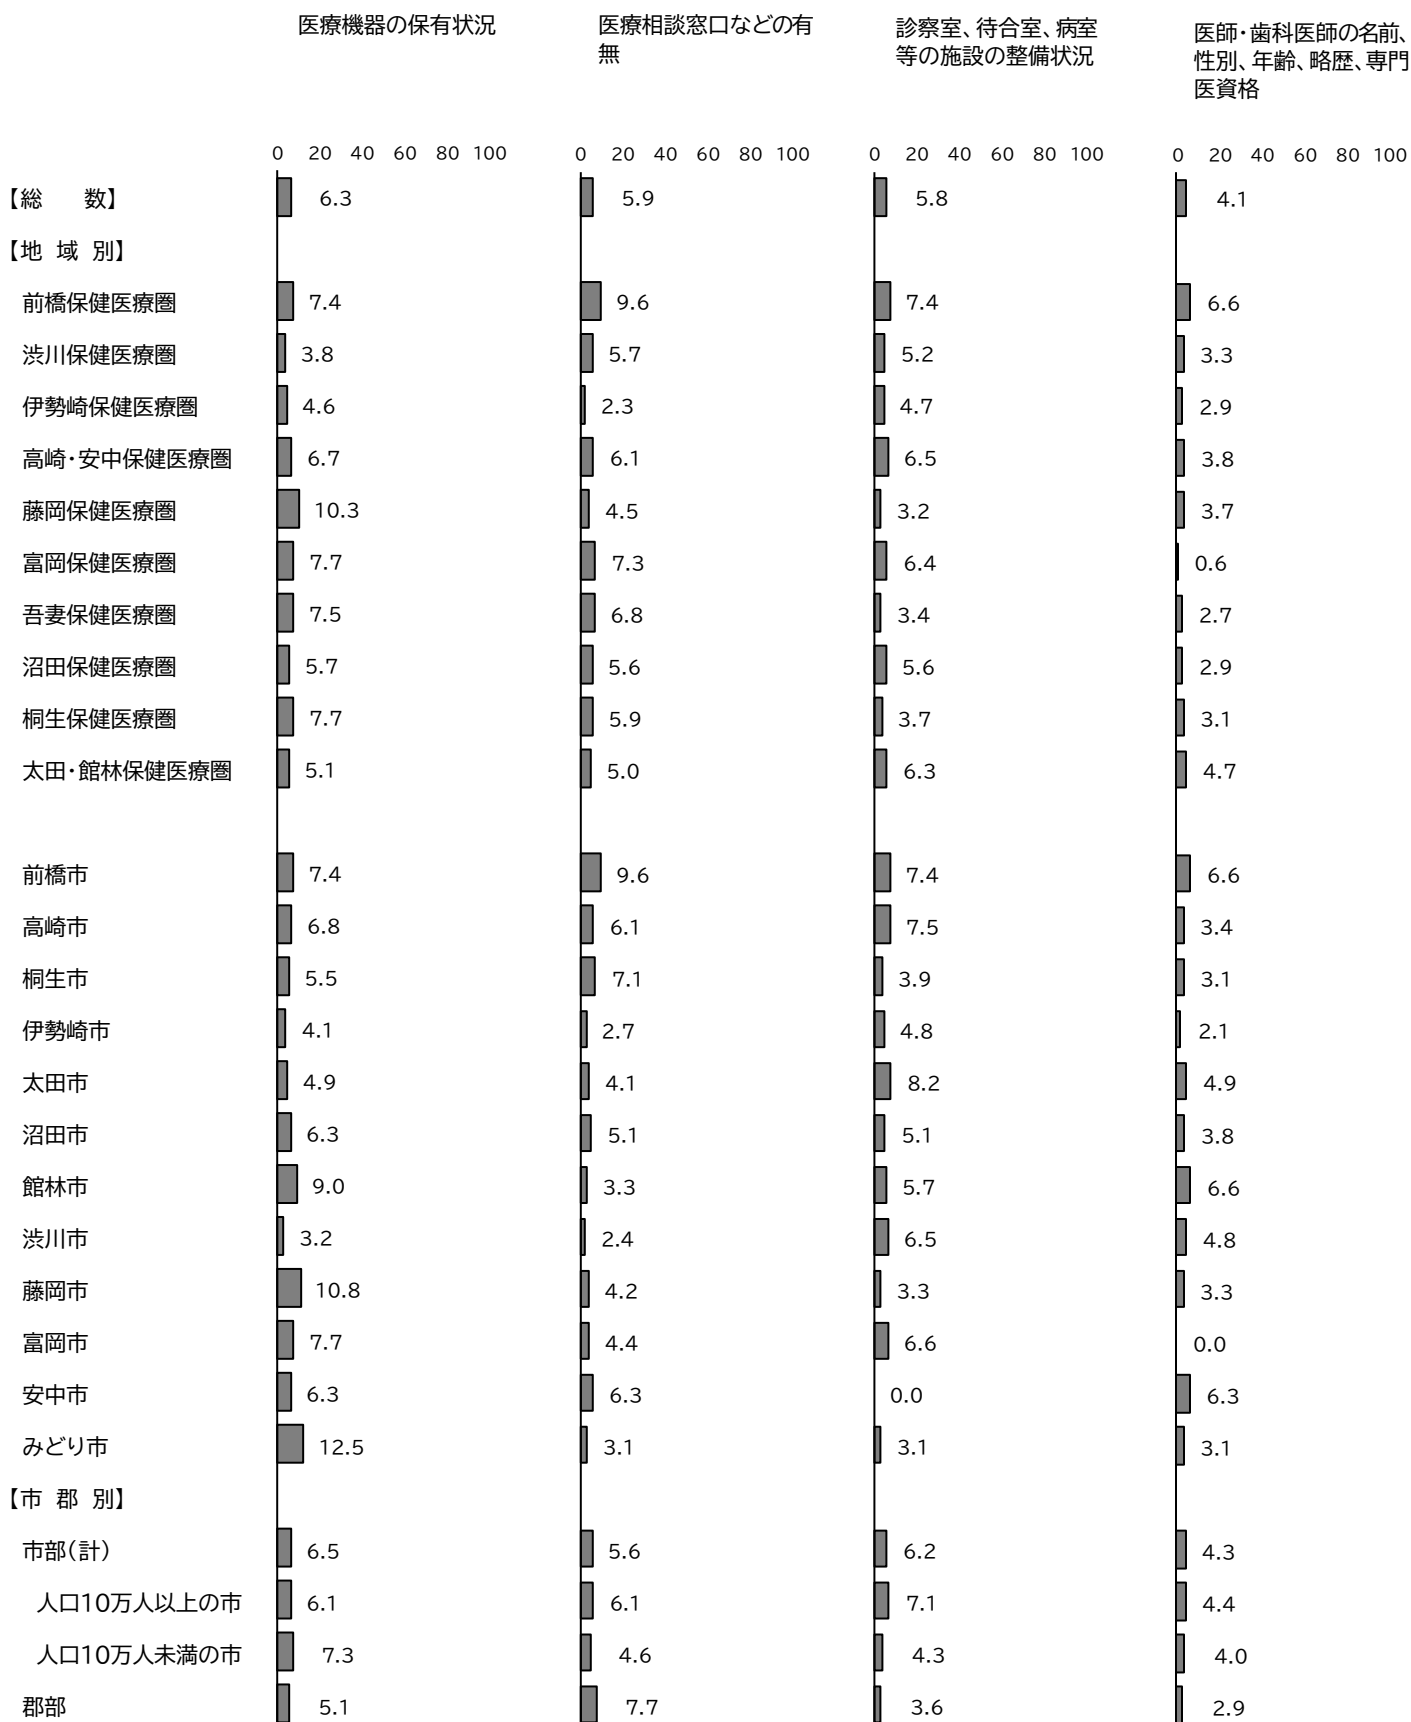 医療機器の保有状況
医療相談窓口などの有
無
診察室、待合室、病室
等の施設の整備状況
医師・歯科医師の名前、
性別、年齢、略歴、専門
医資格
0 20 40 60 80 100 0 20 40 60 80 100 0 20 40 60 80 100 0 20 40 60 80 100
【総　数】 6.3 5.9 5.8 4.1
【地 域 別】
前橋保健医療圏 7.4 9.6 7.4 6.6
渋川保健医療圏 3.8 5.7 5.2 3.3
伊勢崎保健医療圏 4.6 2.3 4.7 2.9
高崎・安中保健医療圏 6.7 6.1 6.5 3.8
藤岡保健医療圏 10.3 4.5 3.2 3.7
富岡保健医療圏 7.7 7.3 6.4 0.6
吾妻保健医療圏 7.5 6.8 3.4 2.7
沼田保健医療圏 5.7 5.6 5.6 2.9
桐生保健医療圏 7.7 5.9 3.7 3.1
太田・館林保健医療圏 5.1 5.0 6.3 4.7
前橋市 7.4 9.6 7.4 6.6
高崎市 6.8 6.1 7.5 3.4
桐生市 5.5 7.1 3.9 3.1
伊勢崎市 4.1 2.7 4.8 2.1
太田市 4.9 4.1 8.2 4.9
沼田市 6.3 5.1 5.1 3.8
館林市 9.0 3.3 5.7 6.6
渋川市 3.2 2.4 6.5 4.8
藤岡市 10.8 4.2 3.3 3.3
富岡市 7.7 4.4 6.6 0.0
安中市 6.3 6.3 0.0 6.3
みどり市 12.5 3.1 3.1 3.1
【市 郡 別】
市部（計） 6.5 5.6 6.2 4.3
人口10万人以上の市 6.1 6.1 7.1 4.4
人口10万人未満の市 7.3 4.6 4.3 4.0
郡部 5.1 7.7 3.6 2.9